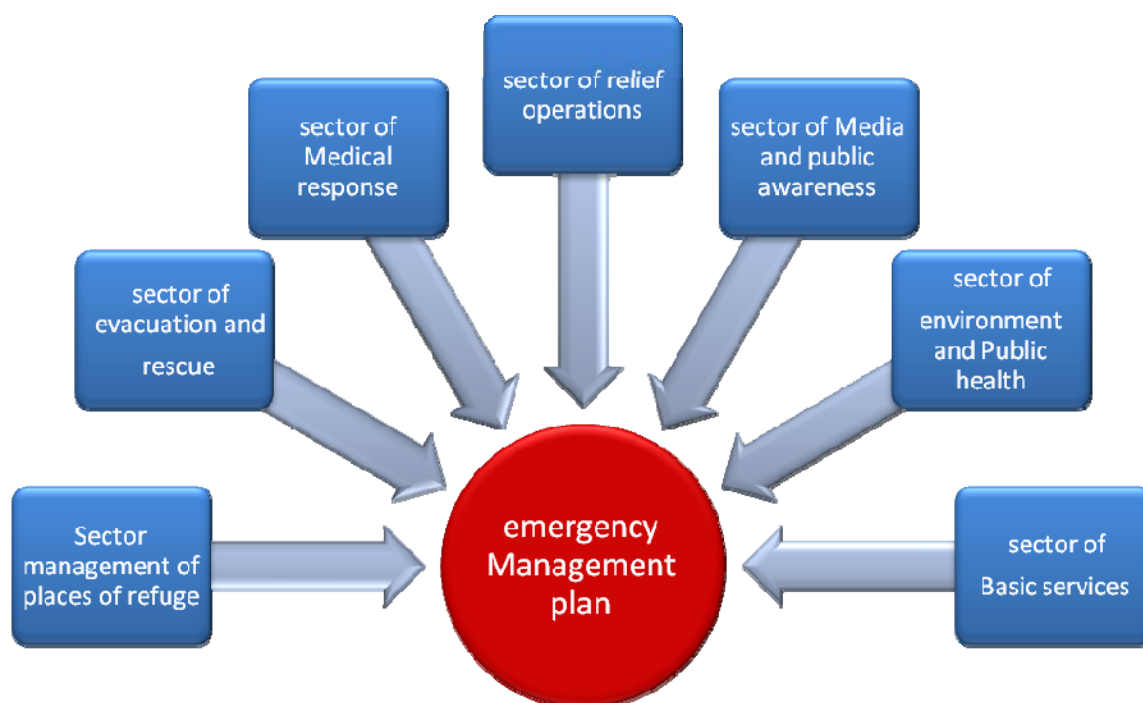 sector of relief
operations
sector of
Medical
response
sector of Media
and public
awareness
sector of
evacuation and
rescue
sector of
environment
and Public
health
Sector
management of
places of refuge
emergency
Management
plan
sector of
Basic services